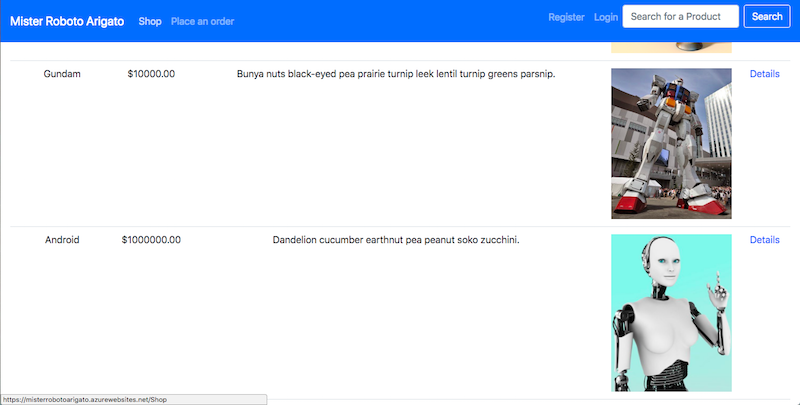 Mister Roboto Arigato Shop Place an order Register Login Search for a Product Search
Gundam $10000.00 Bunya nuts black-eyed pea prairie turnip leek lentil turnip greens parsnip. Details
Android $1000000.00 Dandelion cucumber earthnut pea peanut soko zucchini. Details
https://misterrobotoarigato.azurewebsites.net/Shop